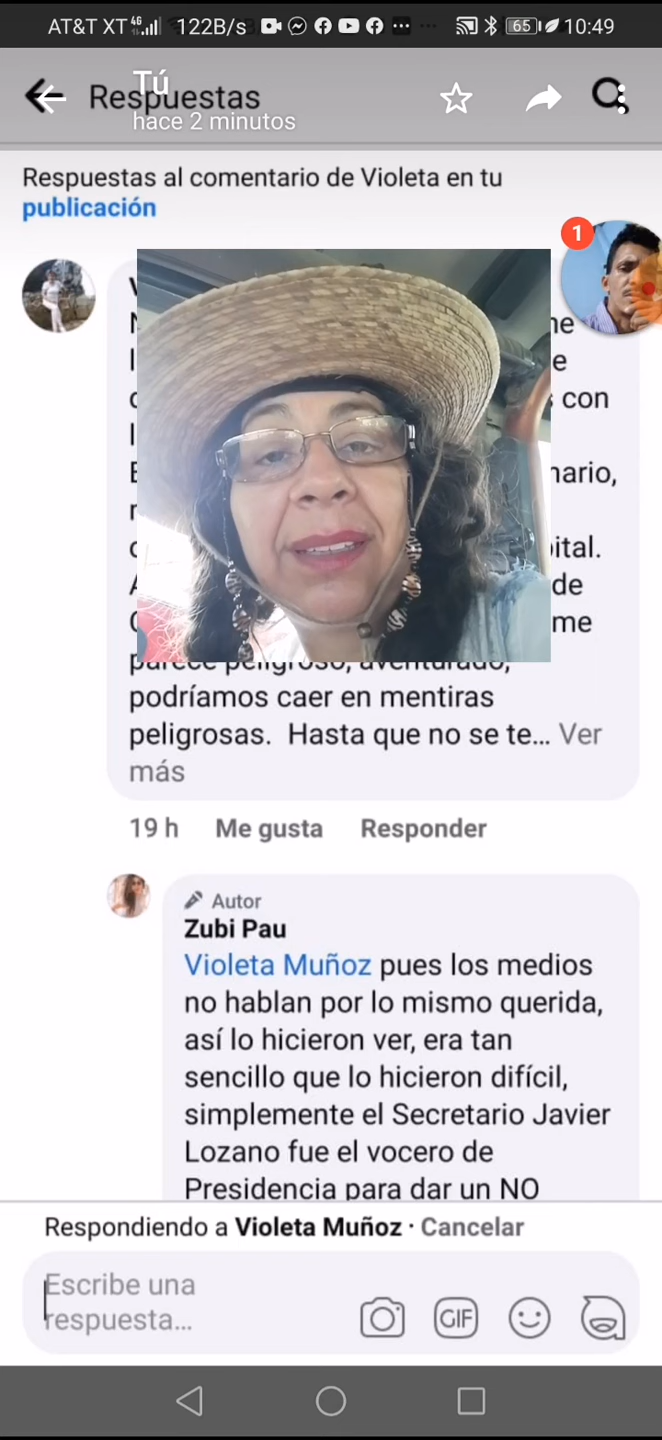 AT&T XT 4G 122B/s 65 10:49
Tú
Respuestas
hace 2 minutos
Respuestas al comentario de Violeta en tu
publicación
1
con
ital.
de
me
parece peligroso, aventurado,
podríamos caer en mentiras
peligrosas. Hasta que no se te... Ver
más
19 h Me gusta Responder
Autor
Zubi Pau
Violeta Muñoz pues los medios
no hablan por lo mismo querida,
así lo hicieron ver, era tan
sencillo que lo hicieron difícil,
simplemente el Secretario Javier
Lozano fue el vocero de
Presidencia para dar un NO
Respondiendo a Violeta Muñoz · Cancelar
Escribe una
respuesta...
GIF